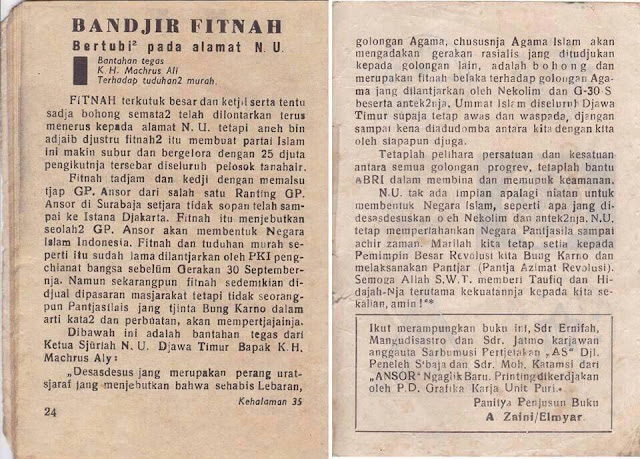 BANDJIR FITNAH
Bertubi² pada alamat N. U.
Bantahan tegas
K. H. Machrus Ali
Terhadap tuduhan2 murah.
FITNAH terkutuk besar dan ketjil serta tentu
sadja bohong semata2 telah dilontarkan terus
menerus kepada alamat N. U. tetapi aneh bin
adjaib djustru fitnah2 itu membuat partai Islam
ini makin subur dan bergelora dengan 25 djuta
pengikutnja tersebar diseluruh pelosok tanahair.
Fitnah tadjam dan kedji dengan memalsu
tjap GP. Ansor dari salah satu Ranting GP.
Ansor di Surabaja setjara tidak sopan telah sam-
pai ke Istana Djakarta. Fitnah itu menjebutkan
seolah2 GP. Ansor akan membentuk Negara
Islam Indonesia. Fitnah dan tuduhan murah se-
perti itu sudah lama dilantjarkan oleh PKI peng-
chianat bangsa sebelum Gerakan 30 September-
nja. Namun sekarangpun fitnah sedemikian di-
djual dipasaran masjarakat tetapi tidak seorang-
pun Pantjasilais jang tjinta Bung Karno dalam
arti kata2 dan perbuatan, akan mempertjajainja.
Dibawah ini adalah bantahan tegas dari
Ketua Sjúriah N. U. Djawa Timur Bapak K. H.
Machrus Aly:
„Desasdesus jang merupakan perang urat-
sjaraf jang menjebutkan bahwa sehabis Lebaran,
Kehalaman 35
24
golongan Agama, chususnja Agama Islam akan
mengadakan gerakan rasialis jang ditudjukan
kepada golongan lain, adalah bohong dan
merupakan fitnah belaka terhadap golongan Aga-
ma jang dilantjarkan oleh Nekolim dan G-30 S
beserta antek2nja. Ummat Islam diseluruh Djawa
Timur supaja tetap awas dan waspada, djangan
sampai kena diadudomba antara kita dengan kita
oleh siapapun djuga.
Tetaplah pelihara persatuan dan kesatuan
antara semua golongan progrev, tetaplah bantu
ABRI dalam membina dan memupuk keamanan.
N.U. tak ada impian apalagi niatan untuk
membentuk Negara Islam, seperti apa jang di-
desasdesuskan oleh Nekolim dan antek2nja. N.U.
tetap mempertahankan Negara Pantjasila sampai
achir zaman. Marilah kita tetap setia kepada
Pemimpin Besar Revolusi kita Bung Karno dan
melaksanakan Pantjar (Pantja Azimat Revolusi).
Semoga Allah S.W.T. memberi Taufiq dan Hi-
dajah-Nja terutama kekuatannja kepada kita se-
kalian, amin!"*
Ikut merampungkan buku ini, Sdr Ernifah,
Mangudisastro dan Sdr. Jatmo karjawan
anggauta Sarbumusi Pertjetakan „AS" Djl.
Peneleh S'baja dan Sdr. Moh. Katamsi dari
„ANSOR" Ngaglik Baru. Printing dikerdjakan
oleh P.D. Grafika Karja Unit Puri.
Panitya Penjusun Buku
A. Zaini/Elmyar.